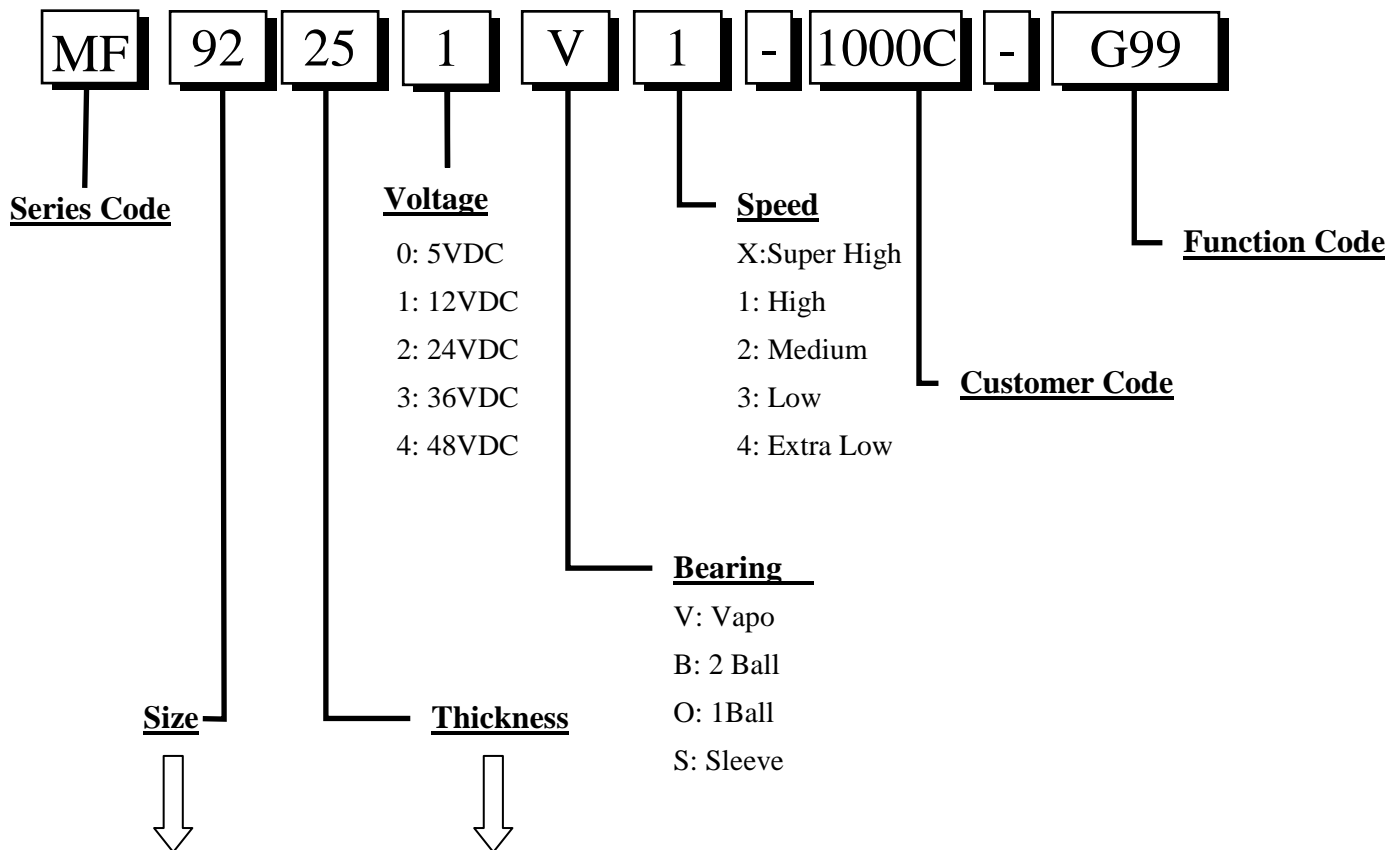 MF 92 25 1 V 1 - 1000C - G99
Series Code
Voltage
0: 5VDC
1: 12VDC
2: 24VDC
3: 36VDC
4: 48VDC
Speed
X:Super High
1: High
2: Medium
3: Low
4: Extra Low
Function Code
Customer Code
Bearing
V: Vapo
B: 2 Ball
O: 1Ball
S: Sleeve
Size
Thickness